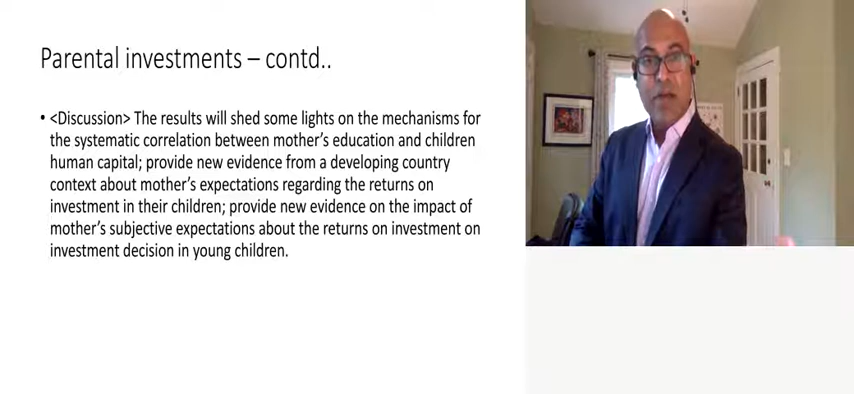 Parental investments – contd..
• <Discussion> The results will shed some lights on the mechanisms for
the systematic correlation between mother's education and children
human capital; provide new evidence from a developing country
context about mother's expectations regarding the returns on
investment in their children; provide new evidence on the impact of
mother's subjective expectations about the returns on investment on
investment decision in young children.